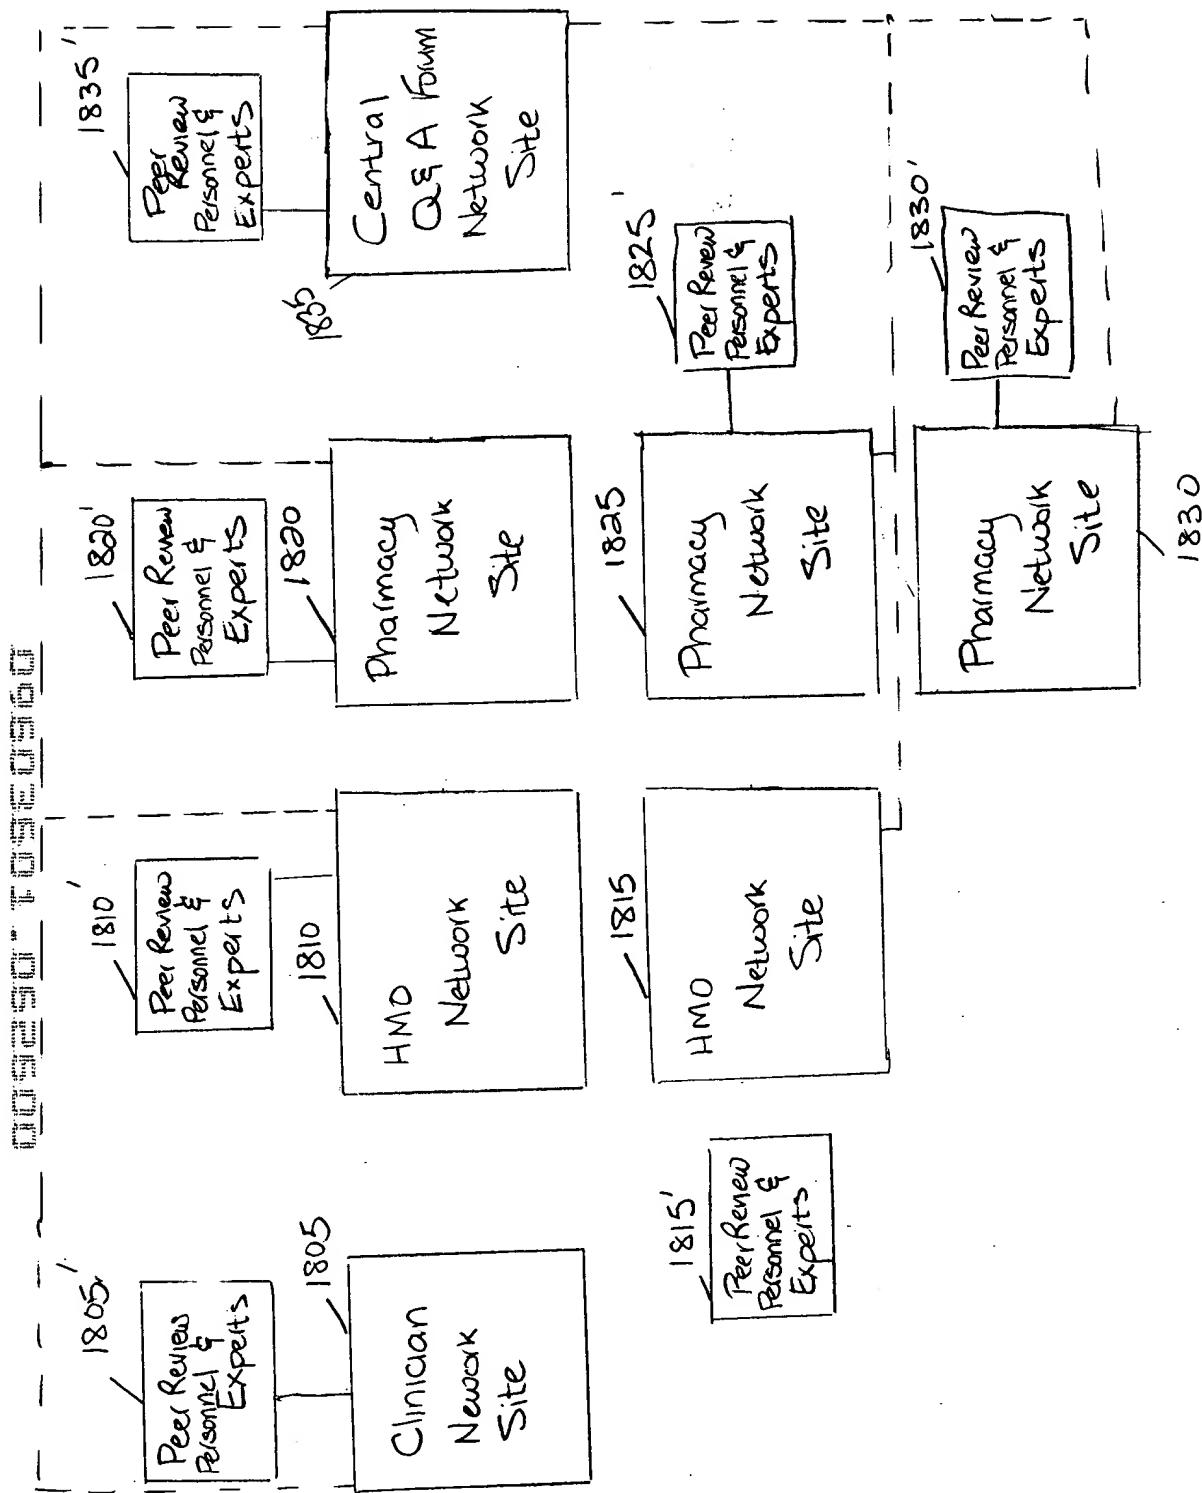 1805'
Peer Review
Personnel &
Experts
1810'
Peer Review
Personnel &
Experts
1820'
Peer Review
Personnel &
Experts
1835'
Peer
Review
Personnel &
Experts
1805
Clinician
Nework
Site
1810
HMO
Network
Site
1820
Pharmacy
Network
Site
1835
Central
Q & A Forum
Network
Site
1815'
Peer Review
Personnel &
Experts
1815
HMO
Network
Site
1825
Pharmacy
Network
Site
1825'
Peer Review
Personnel &
Experts
Pharmacy
Network
Site
1830
1830'
Peer Review
Personnel &
Experts